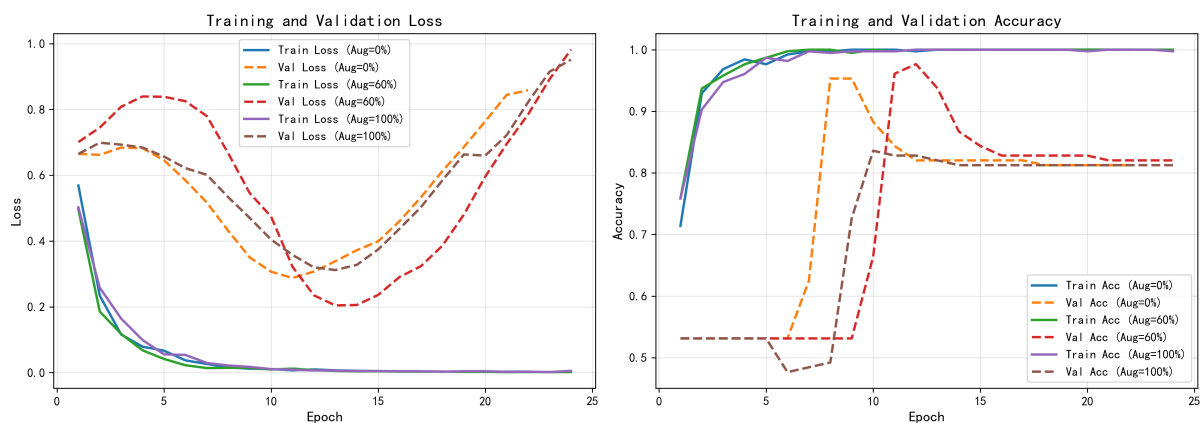 Training and Validation Loss
1.0
0.8
0.6
0.4
0.2
0.0
Loss
0
5
10
15
20
25
Epoch
Train Loss (Aug=0%)
Val Loss (Aug=0%)
Train Loss (Aug=60%)
Val Loss (Aug=60%)
Train Loss (Aug=100%)
Val Loss (Aug=100%)
Training and Validation Accuracy
1.0
0.9
0.8
0.7
0.6
0.5
Accuracy
0
5
10
15
20
25
Epoch
Train Acc (Aug=0%)
Val Acc (Aug=0%)
Train Acc (Aug=60%)
Val Acc (Aug=60%)
Train Acc (Aug=100%)
Val Acc (Aug=100%)